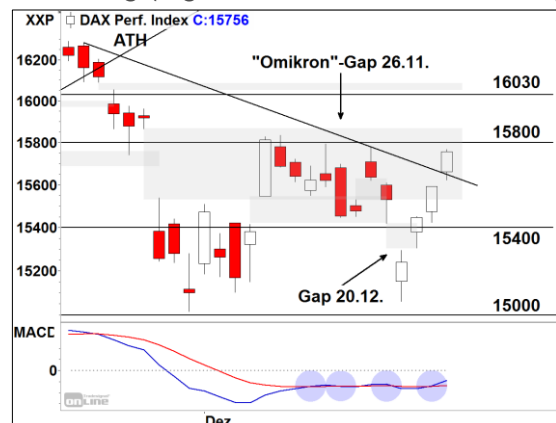 XXP DAX Perf. Index C:15756
ATH
"Omikron"-Gap 26.11.
16200
16030
16000
15800
15800
15600
15400
15400
15200
Gap 20.12.
15000
MACD
0
onLine
Dez